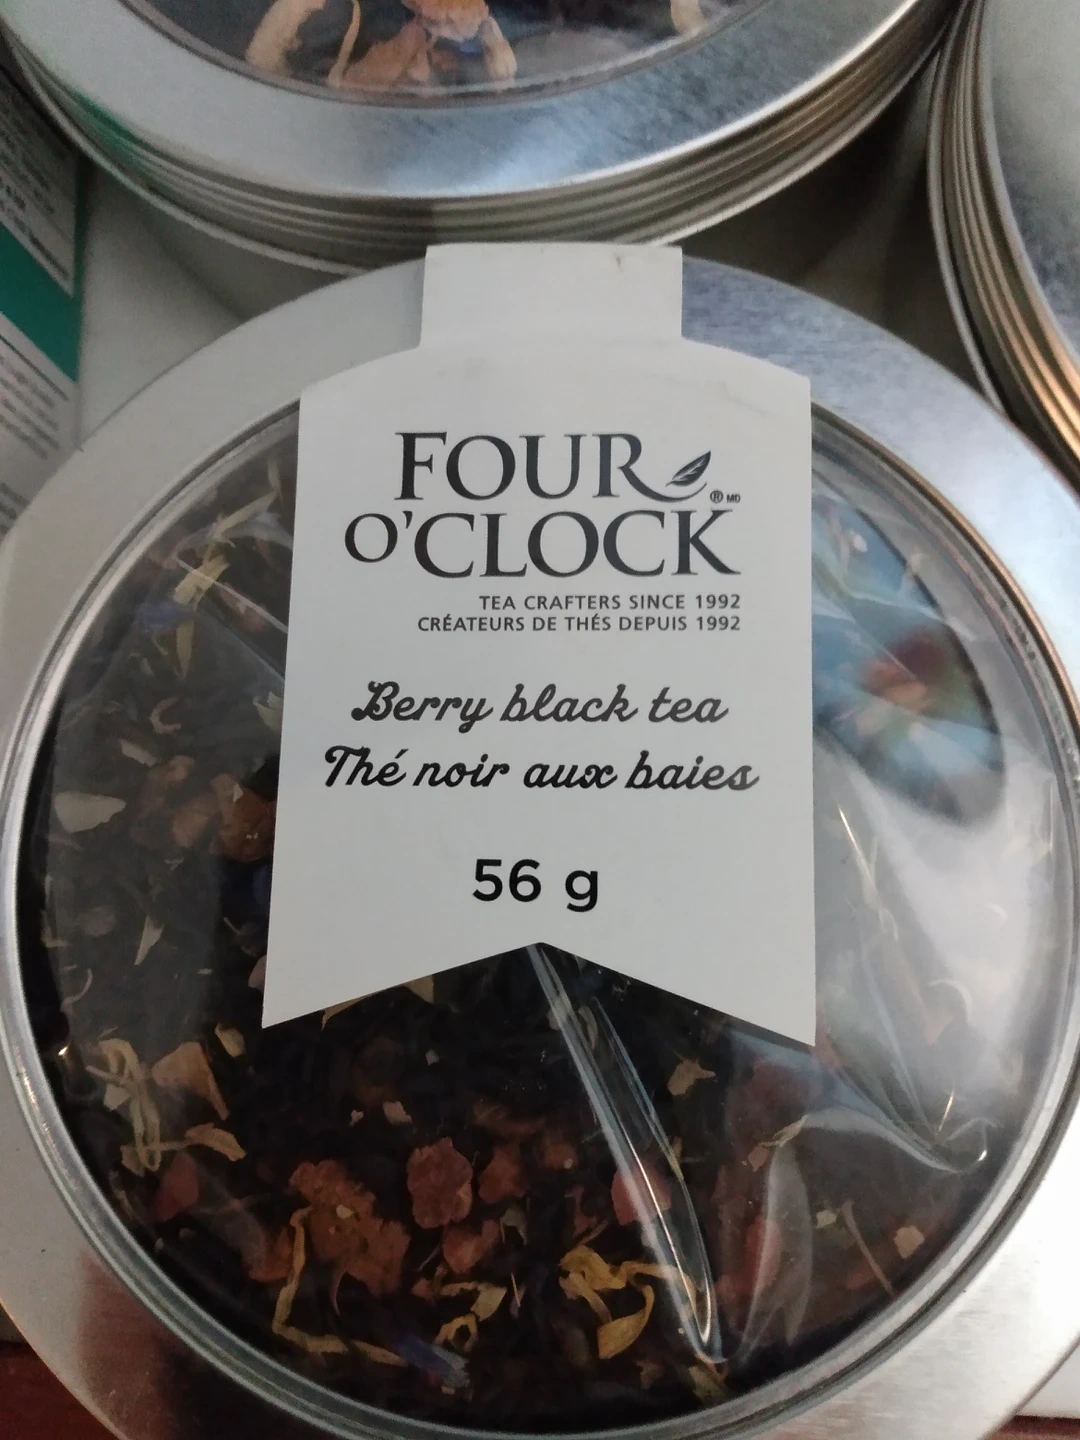 FOUR
®MD
O'CLOCK
TEA CRAFTERS SINCE 1992
CRÉATEURS DE THÉS DEPUIS 1992
Berry black tea
Thé noir aux baies
56 g